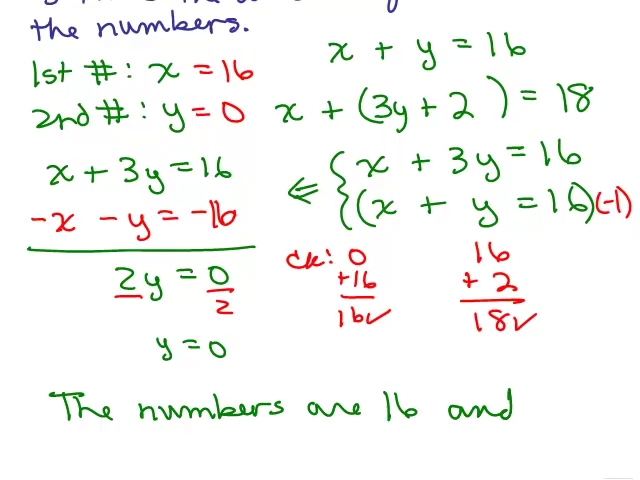 the numbers.
1st #: x = 16
2nd #: y = 0
x + 3y = 16
-x - y = -16
2y = 0
2
y = 0
x + y = 16
x + (3y + 2) = 18
x + 3y = 16
⇐ { (x + y = 16)(-1)
ck: 0
+16
16✓
16
+ 2
18✓
The numbers are 16 and